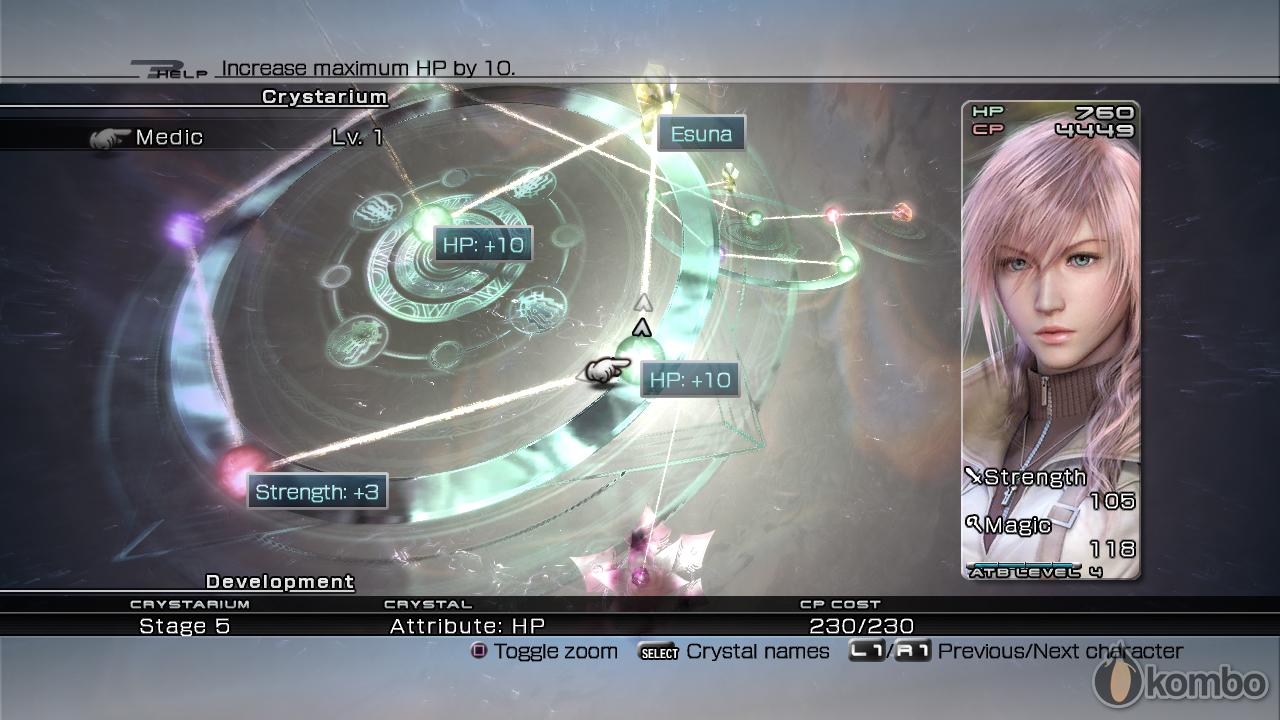 HELP Increase maximum HP by 10.
Crystarium
Medic Lv. 1
Esuna
HP: +10
HP: +10
Strength: +3
HP 760
CP 4449
Strength
105
Magic
118
ATB LEVEL 4
Development
CRYSTARIUM CRYSTAL CP COST
Stage 5 Attribute: HP 230/230
Toggle zoom SELECT Crystal names L1/R1 Previous/Next character
kombo